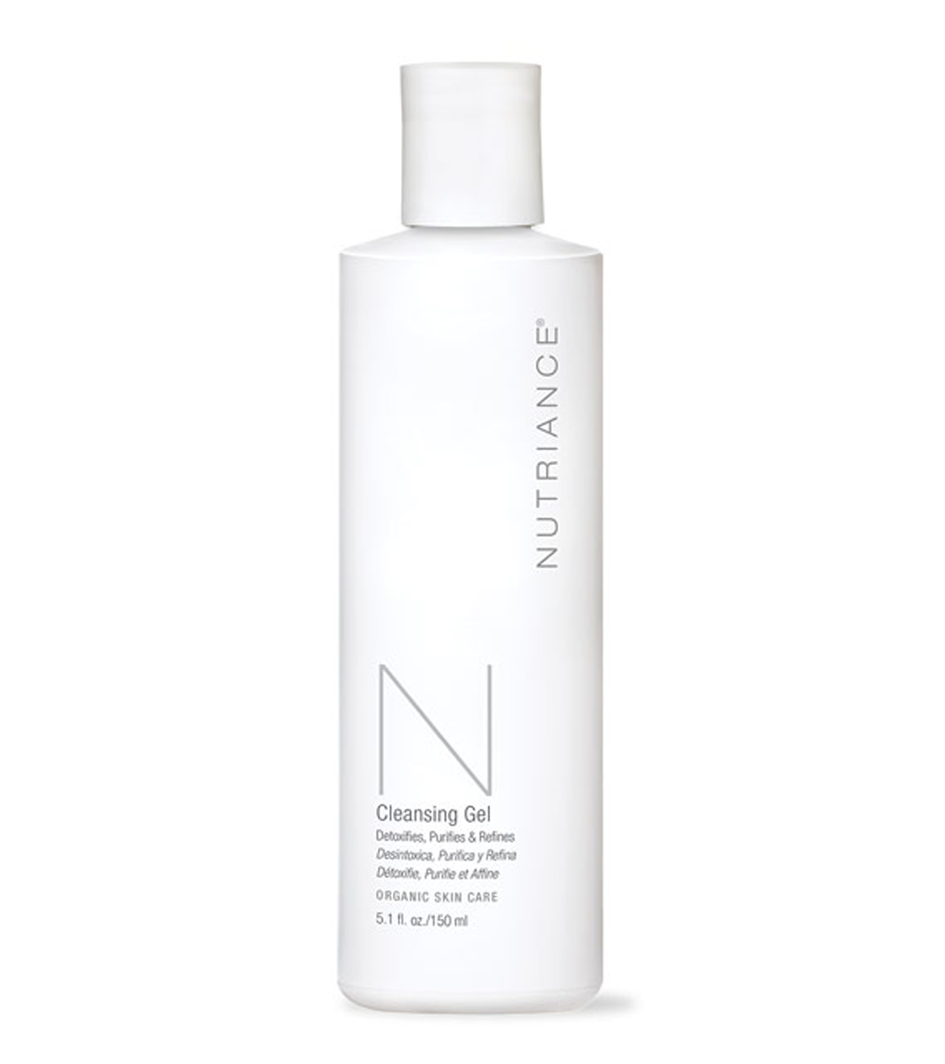 NUTRIANCE®
N
Cleansing Gel
Detoxifies, Purifies & Refines
Desintoxica, Purifica y Refina
Détoxifie, Purifie et Affine
ORGANIC SKIN CARE
5.1 fl. oz./150 ml